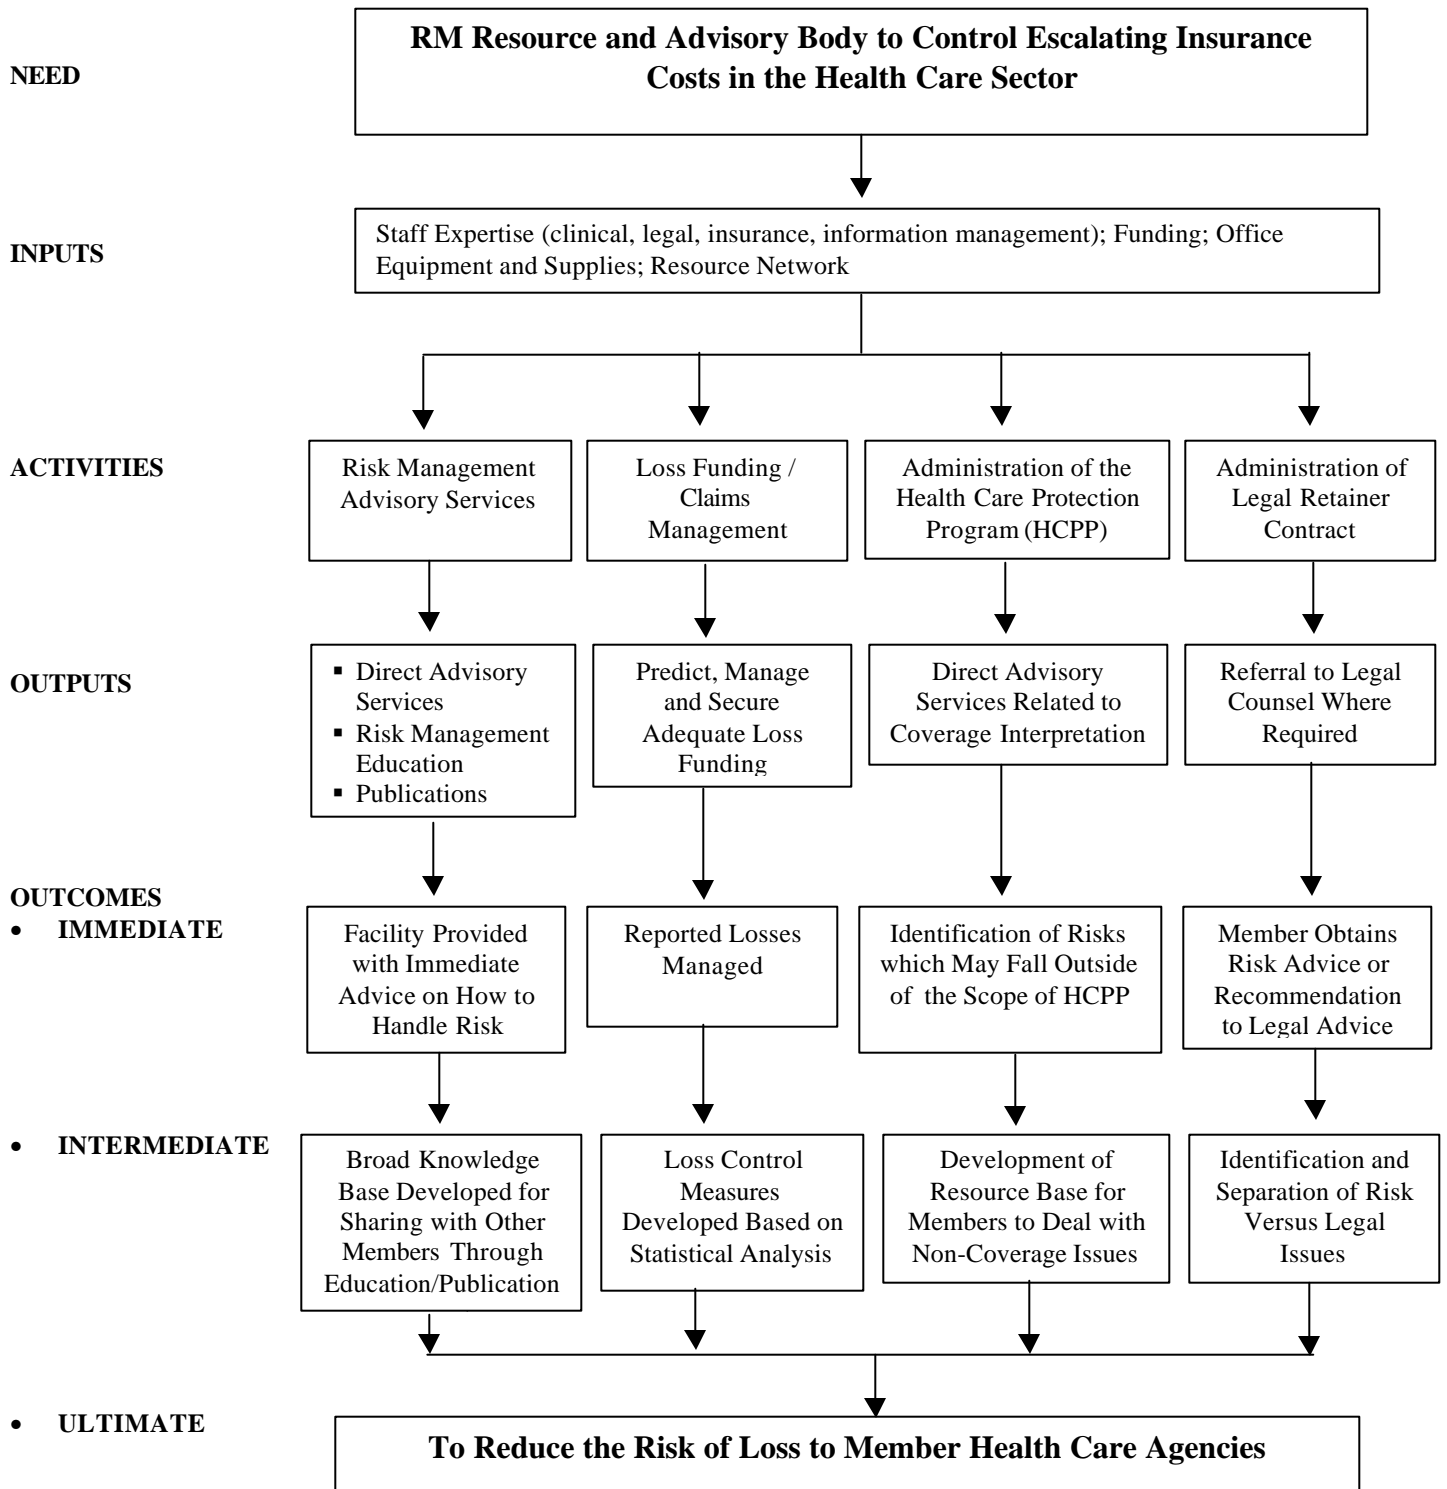 RM Resource and Advisory Body to Control Escalating Insurance
Costs in the Health Care Sector
NEED
INPUTS
Staff Expertise (clinical, legal, insurance, information management); Funding; Office
Equipment and Supplies; Resource Network
ACTIVITIES
Risk Management
Advisory Services
Loss Funding /
Claims
Management
Administration of the
Health Care Protection
Program (HCPP)
Administration of
Legal Retainer
Contract
OUTPUTS
▪ Direct Advisory
Services
▪ Risk Management
Education
▪ Publications
Predict, Manage
and Secure
Adequate Loss
Funding
Direct Advisory
Services Related to
Coverage Interpretation
Referral to Legal
Counsel Where
Required
OUTCOMES
• IMMEDIATE
Facility Provided
with Immediate
Advice on How to
Handle Risk
Reported Losses
Managed
Identification of Risks
which May Fall Outside
of the Scope of HCPP
Member Obtains
Risk Advice or
Recommendation
to Legal Advice
• INTERMEDIATE
Broad Knowledge
Base Developed for
Sharing with Other
Members Through
Education/Publication
Loss Control
Measures
Developed Based on
Statistical Analysis
Development of
Resource Base for
Members to Deal with
Non-Coverage Issues
Identification and
Separation of Risk
Versus Legal
Issues
• ULTIMATE
To Reduce the Risk of Loss to Member Health Care Agencies